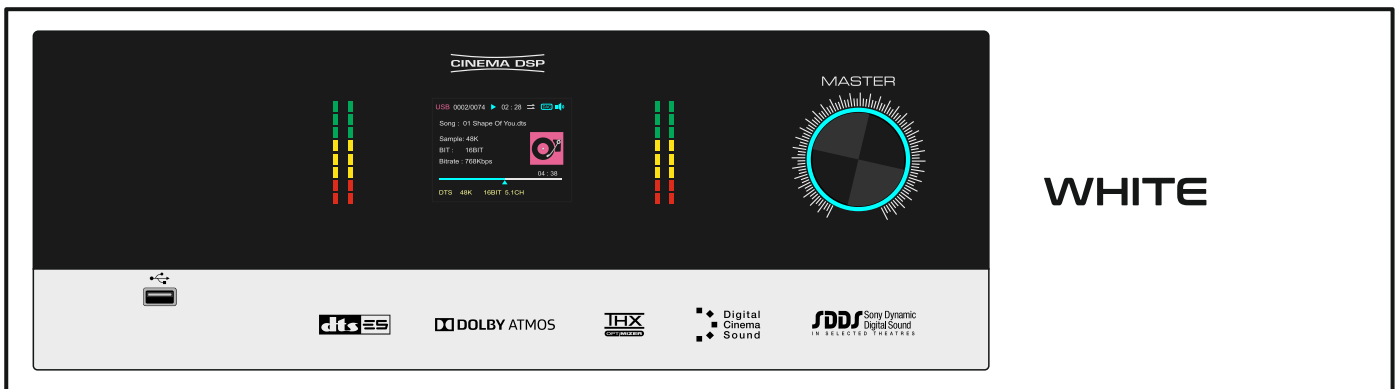 CINEMA DSP
MASTER
USB 0002/0074 02 : 28
Song : 01 Shape Of You.dts
Sample: 48K
BIT : 16BIT
Bitrate : 768Kbps
04 : 38
DTS 48K 16BIT 5.1CH
WHITE
dts ES
DOLBY ATMOS
THX
OPTIMIZER
Digital
Cinema
Sound
SDDS
Sony Dynamic
Digital Sound
IN SELECTED THEATRES